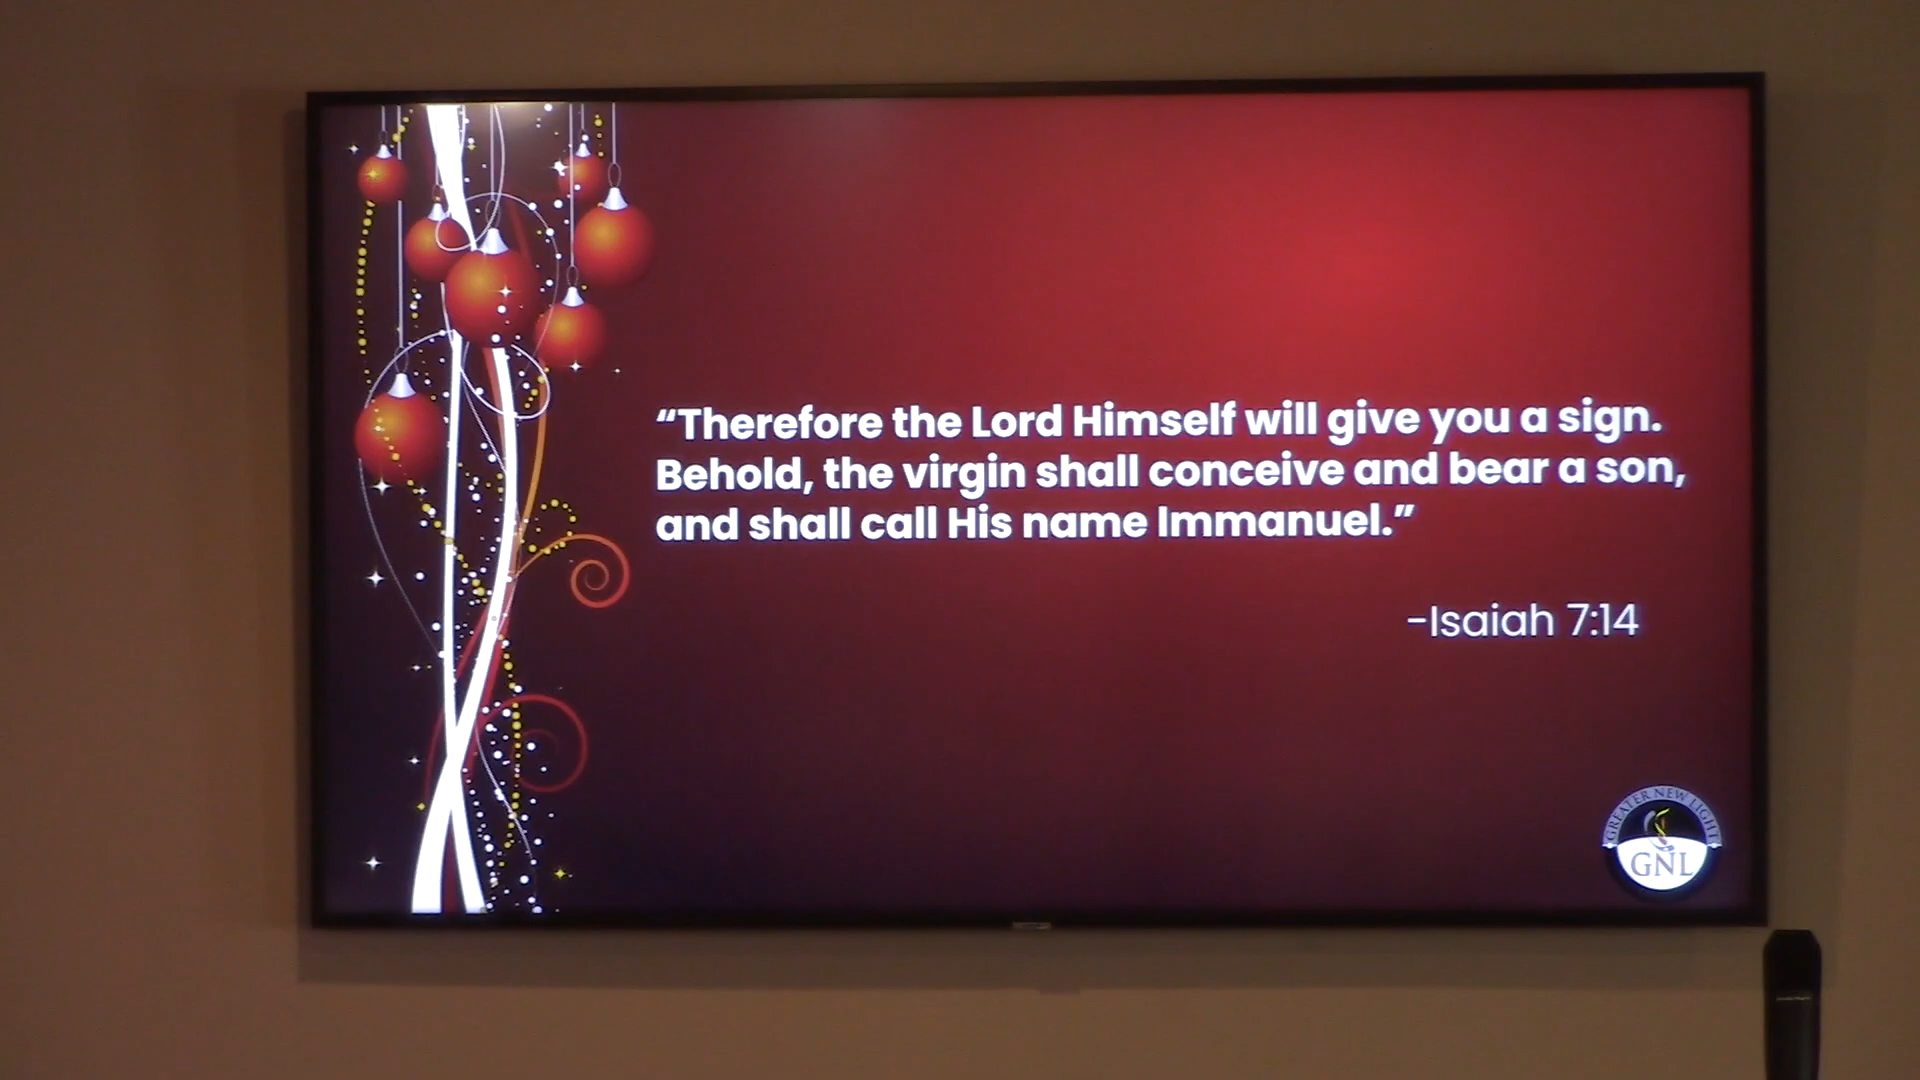 “Therefore the Lord Himself will give you a sign.
Behold, the virgin shall conceive and bear a son,
and shall call His name Immanuel.”
-Isaiah 7:14
GREATER NEW LIGHT
GNL